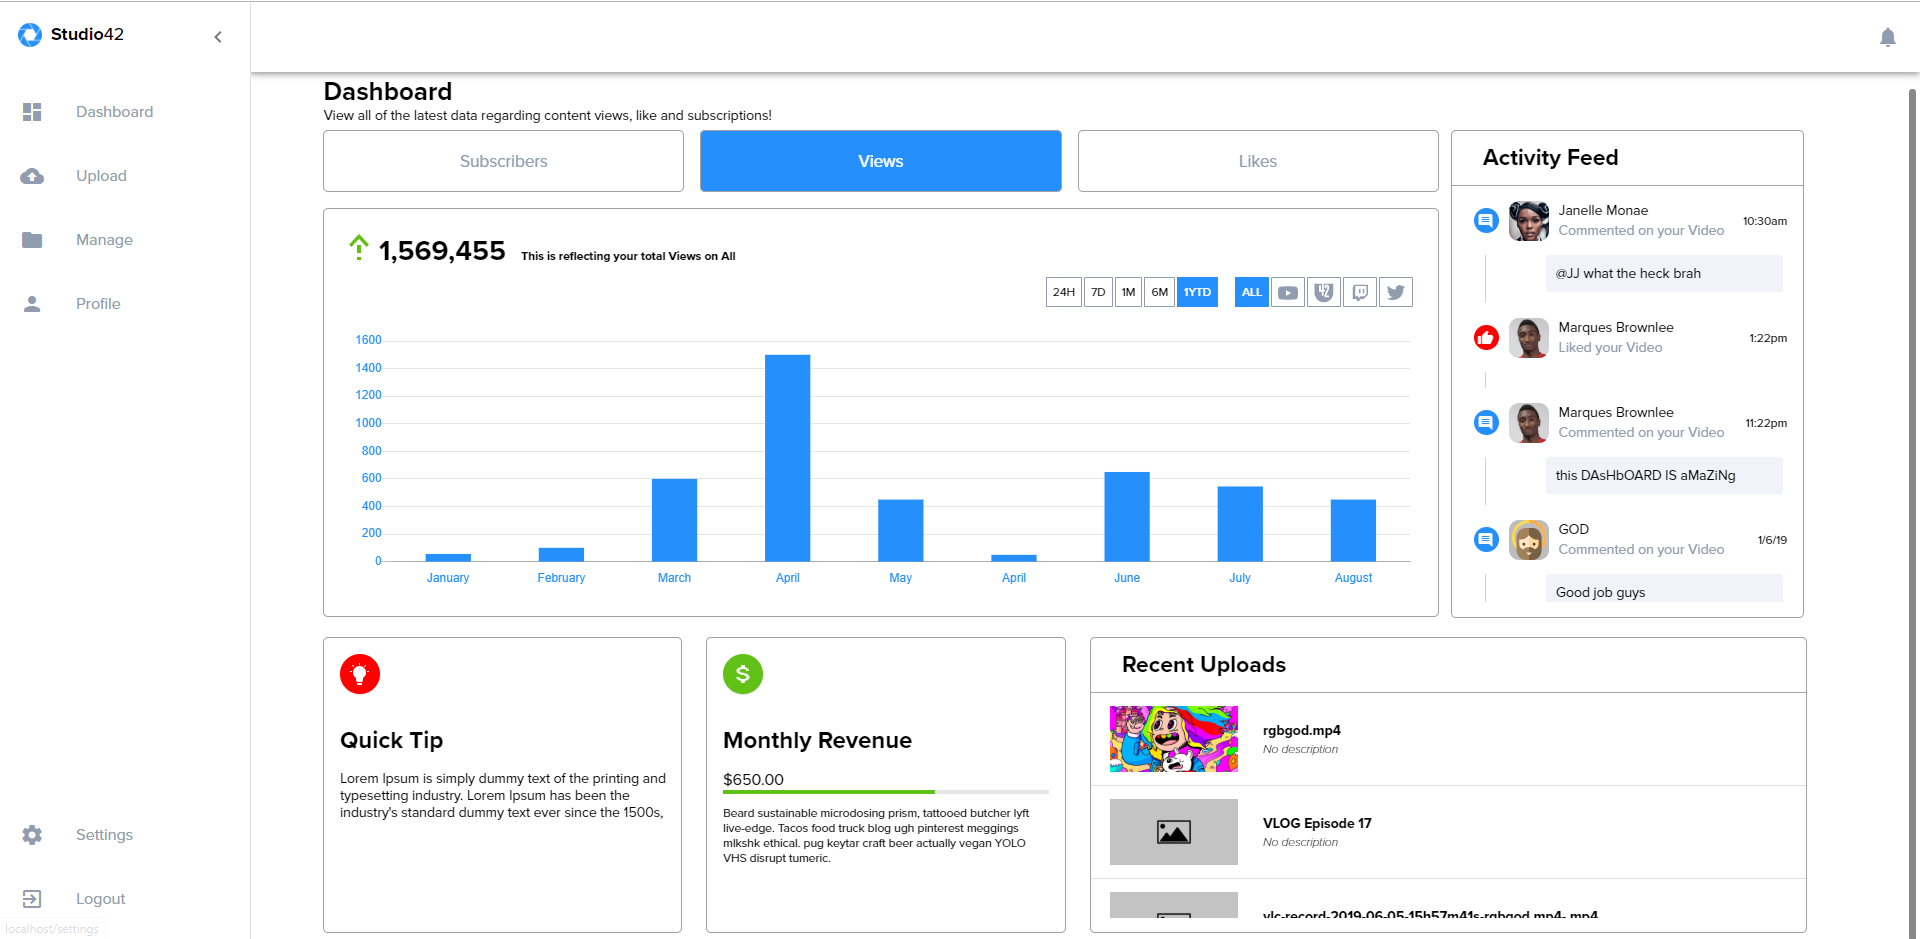 Studio42
Dashboard
Upload
Manage
Profile
Settings
Logout
localhost/settings
Dashboard
View all of the latest data regarding content views, like and subscriptions!
Subscribers
Views
Likes
1,569,455 This is reflecting your total Views on All
24H 7D 1M 6M 1YTD ALL
1600
1400
1200
1000
800
600
400
200
0
January February March April May April June July August
Activity Feed
Janelle Monae
Commented on your Video
10:30am
@JJ what the heck brah
Marques Brownlee
Liked your Video
1:22pm
Marques Brownlee
Commented on your Video
11:22pm
this DAsHbOARD IS aMaZiNg
GOD
Commented on your Video
1/6/19
Good job guys
Quick Tip
Lorem Ipsum is simply dummy text of the printing and
typesetting industry. Lorem Ipsum has been the
industry's standard dummy text ever since the 1500s,
Monthly Revenue
$650.00
Beard sustainable microdosing prism, tattooed butcher lyft
live-edge. Tacos food truck blog ugh pinterest meggings
mlkshk ethical. pug keytar craft beer actually vegan YOLO
VHS disrupt tumeric.
Recent Uploads
rgbgod.mp4
No description
VLOG Episode 17
No description
vlc-record-2019-06-05-15h57m41s-rgbgod.mp4-.mp4